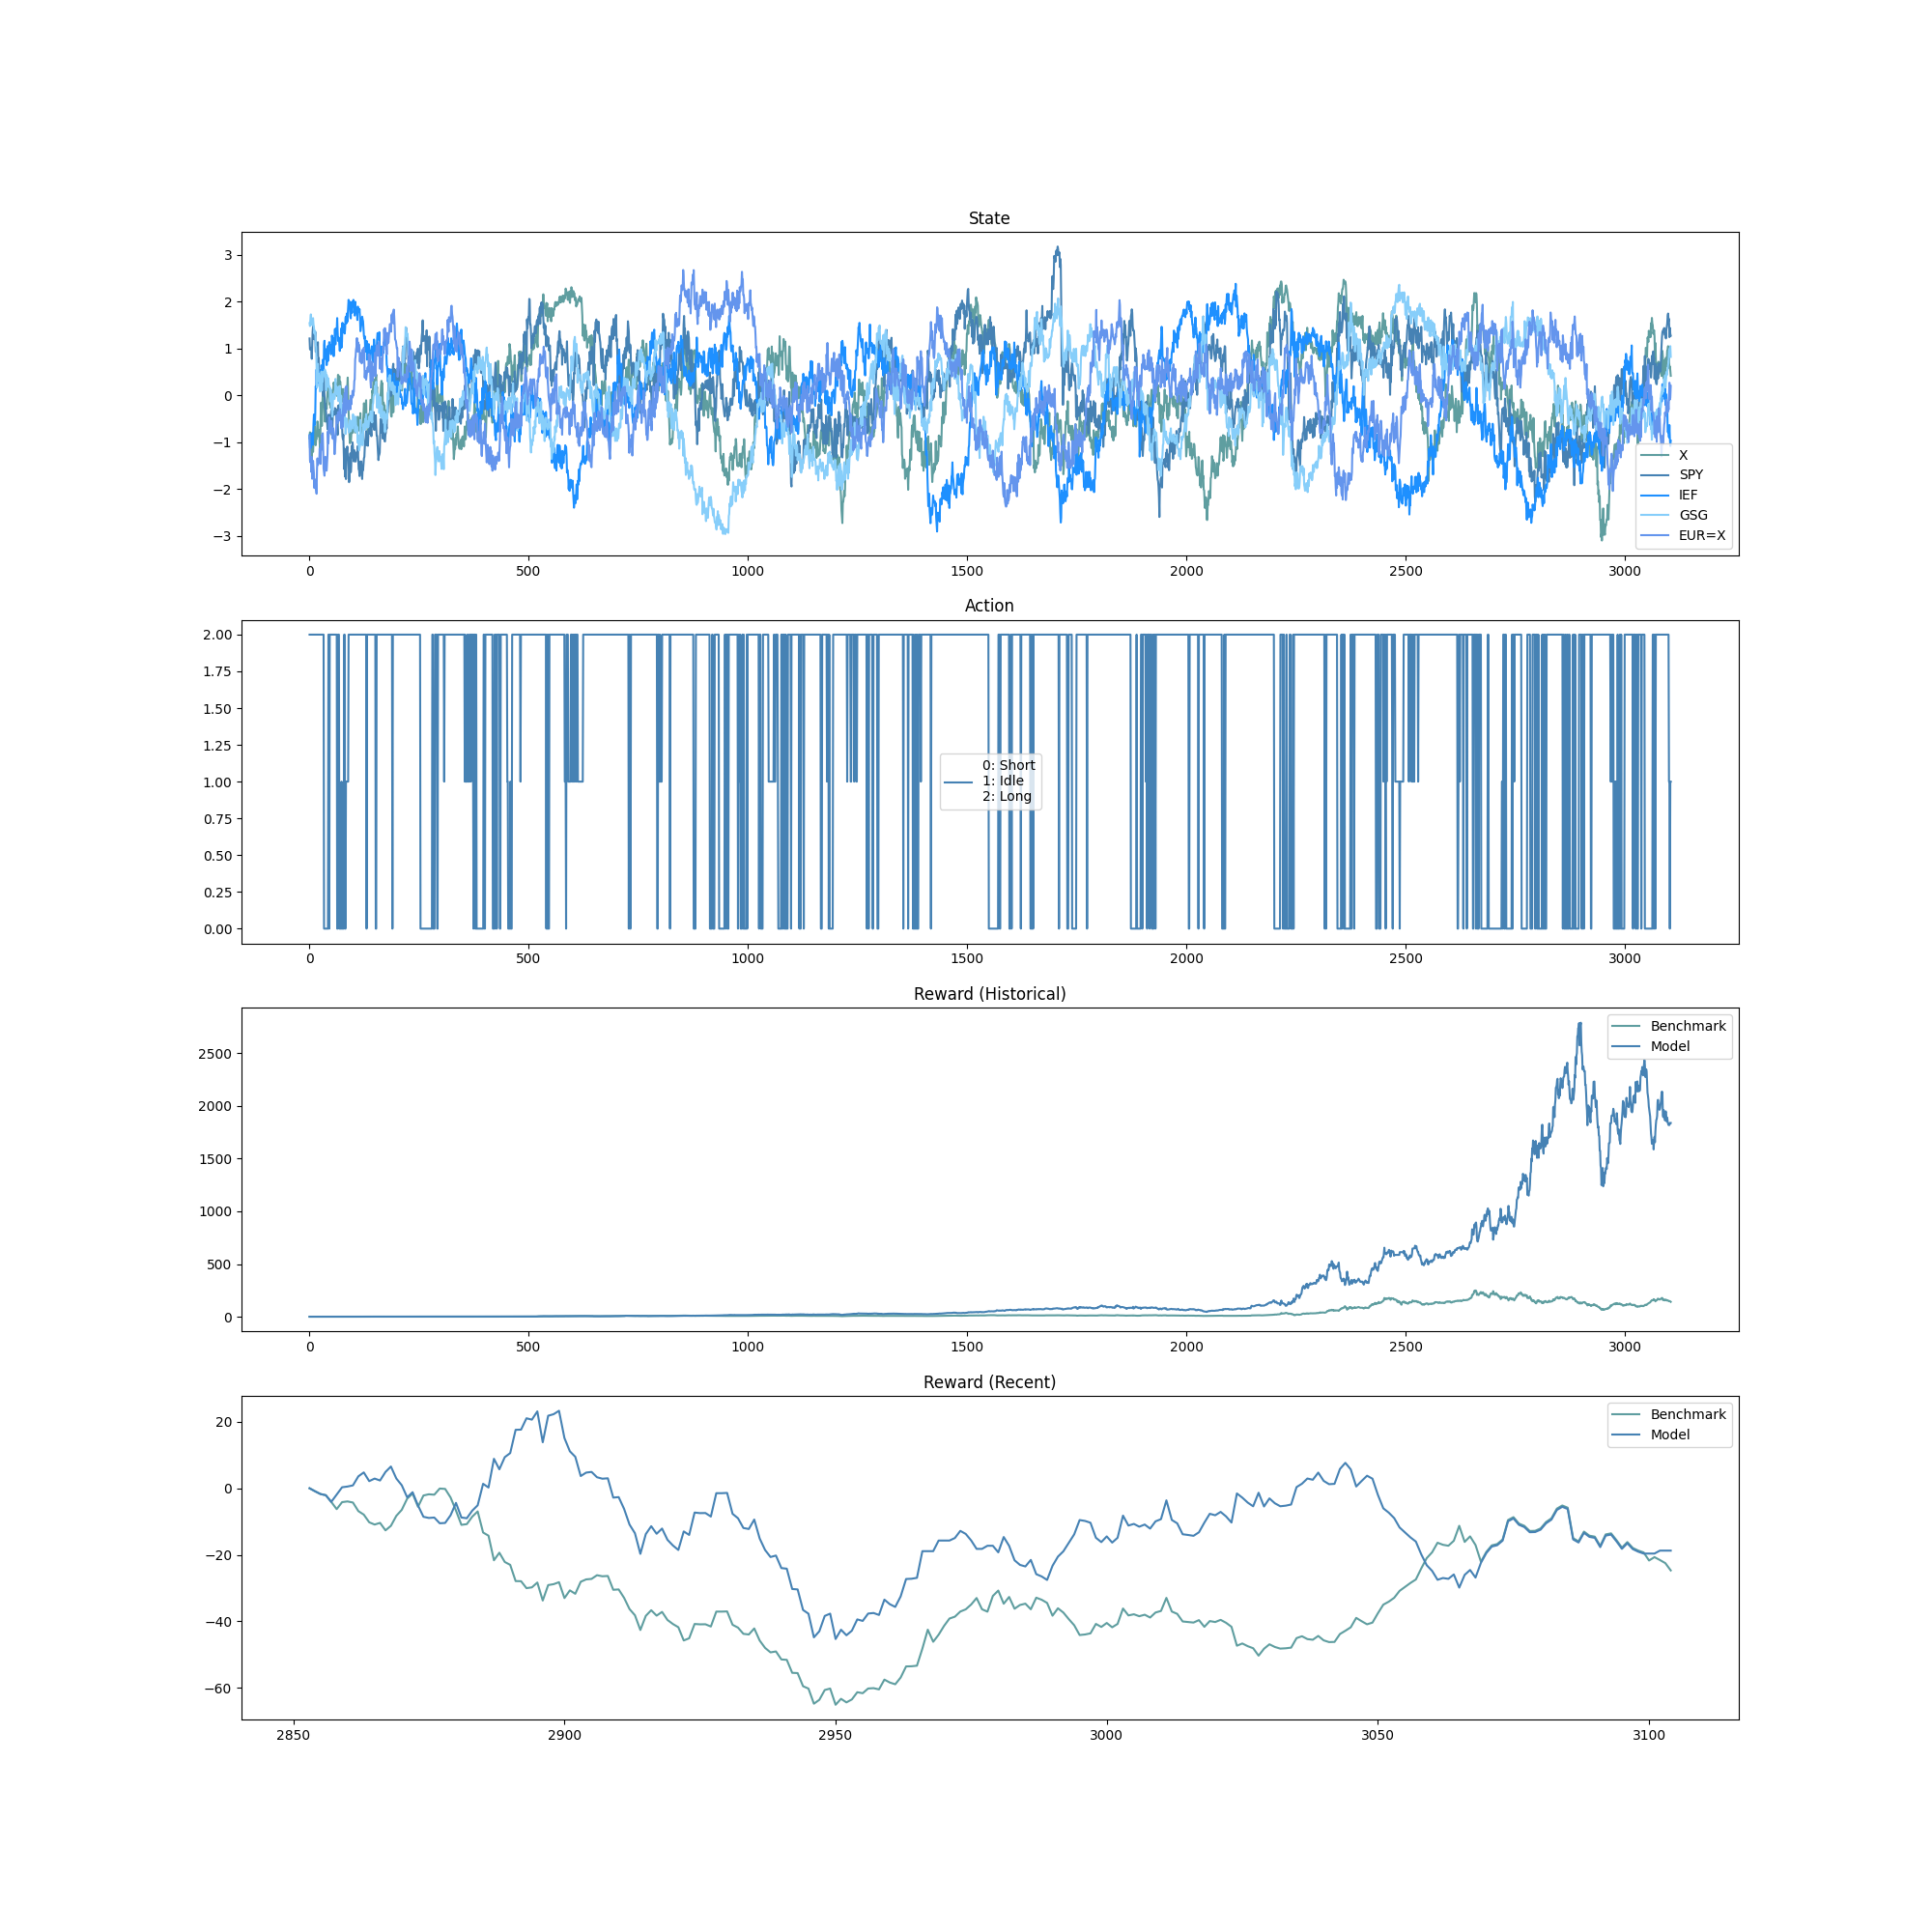 State
3
2
1
0
−1
−2
−3
X
SPY
IEF
GSG
EUR=X
0 500 1000 1500 2000 2500 3000
Action
2.00
1.75
1.50
1.25
1.00
0.75
0.50
0.25
0.00
0: Short
1: Idle
2: Long
0 500 1000 1500 2000 2500 3000
Reward (Historical)
2500
2000
1500
1000
500
0
Benchmark
Model
0 500 1000 1500 2000 2500 3000
Reward (Recent)
20
0
−20
−40
−60
Benchmark
Model
2850 2900 2950 3000 3050 3100